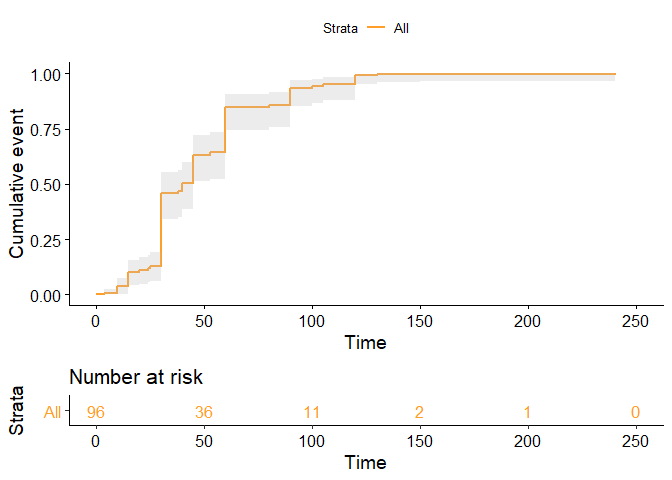 Strata All
1.00
0.75
0.50
0.25
0.00
Cumulative event
0 50 100 150 200 250
Time
Number at risk
Strata
All 96 36 11 2 1 0
0 50 100 150 200 250
Time